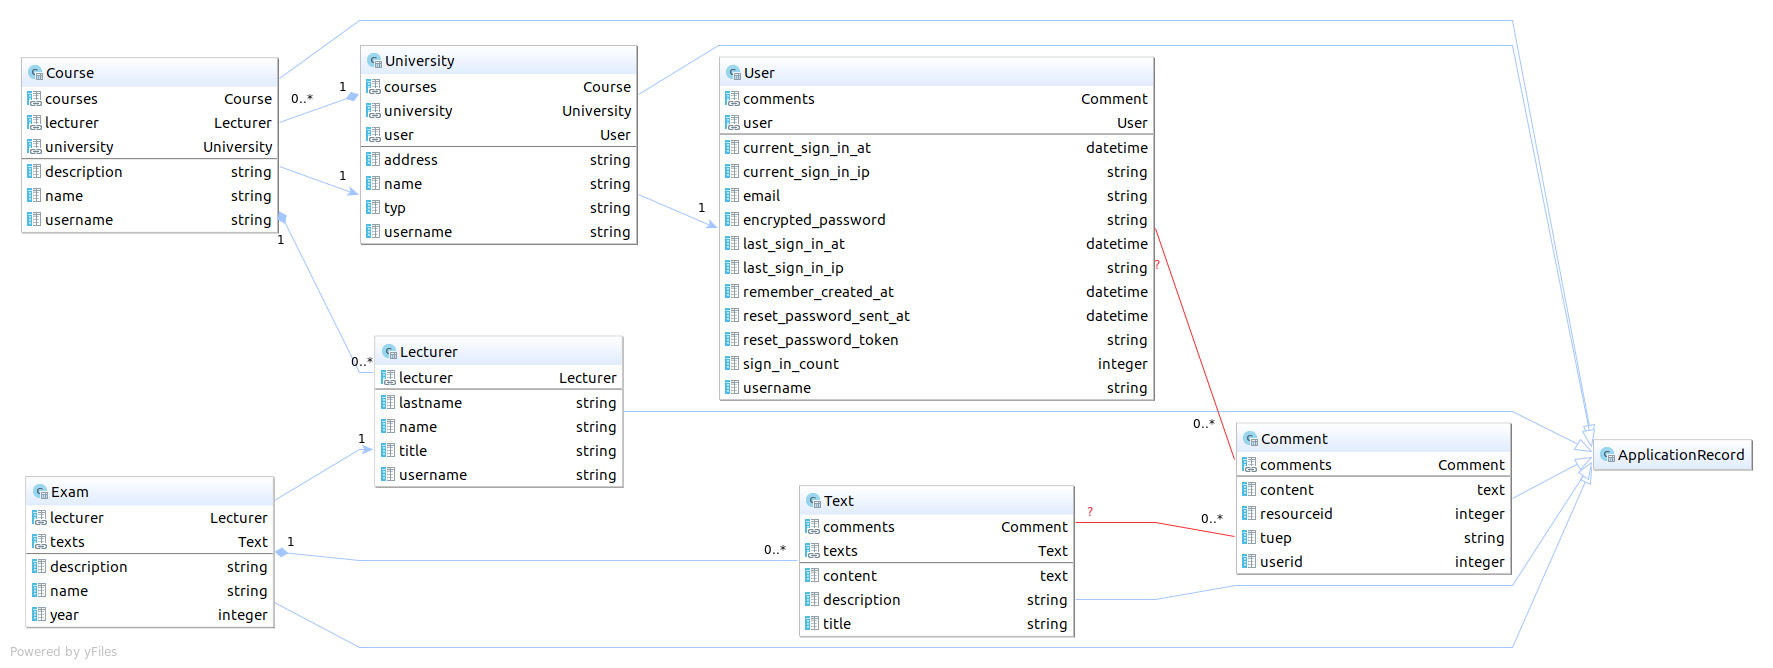 Course
courses Course
lecturer Lecturer
university University
description string
name string
username string
0..* 1
1
1
0..*
University
courses Course
university University
user User
address string
name string
typ string
username string
1
User
comments Comment
user User
current_sign_in_at datetime
current_sign_in_ip string
email string
encrypted_password string
last_sign_in_at datetime
last_sign_in_ip string
remember_created_at datetime
reset_password_sent_at datetime
reset_password_token string
sign_in_count integer
username string
?
0..*
Lecturer
lecturer Lecturer
lastname string
name string
title string
username string
1
Exam
lecturer Lecturer
texts Text
description string
name string
year integer
1
0..*
Text
comments Comment
texts Text
content text
description string
title string
?
0..*
Comment
comments Comment
content text
resourceid integer
tuep string
userid integer
ApplicationRecord
Powered by yFiles